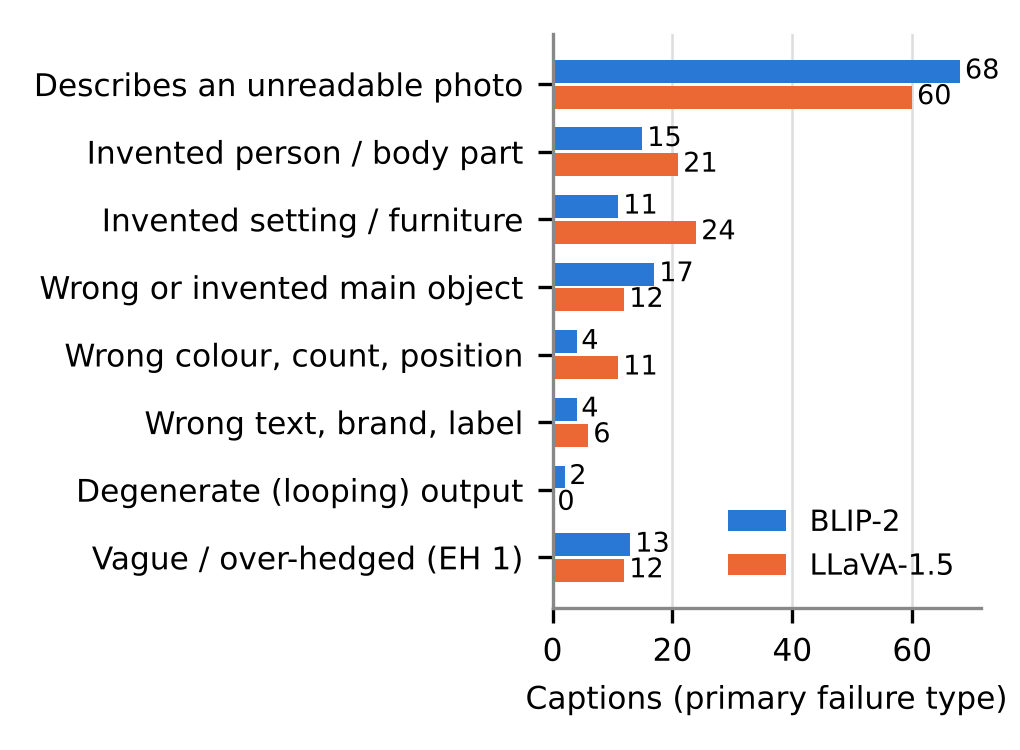 Describes an unreadable photo 68
60
Invented person / body part 15
21
Invented setting / furniture 11
24
Wrong or invented main object 17
12
Wrong colour, count, position 4
11
Wrong text, brand, label 4
6
Degenerate (looping) output 2
0
Vague / over-hedged (EH 1) 13
12
BLIP-2
LLaVA-1.5
0 20 40 60
Captions (primary failure type)